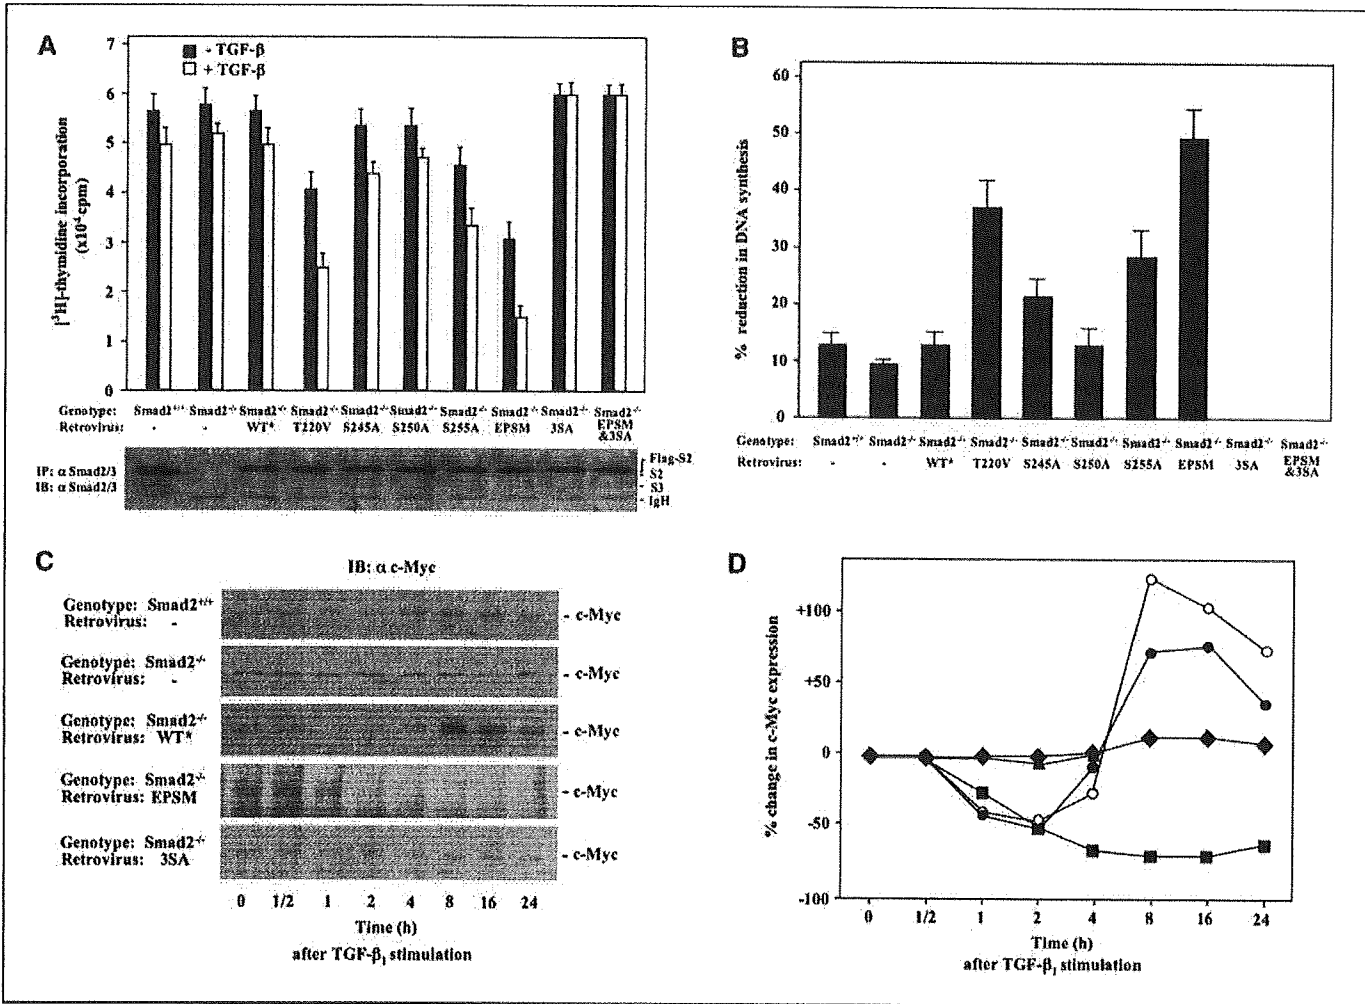 A
- TGF-β
+ TGF-β
7
6
5
4
3
2
1
0
[³H]-thymidine incorporation
(x10⁴ cpm)
Genotype: Smad2⁺/⁺ Smad2⁻/⁻ Smad2⁻/⁻ Smad2⁻/⁻ Smad2⁻/⁻ Smad2⁻/⁻ Smad2⁻/⁻ Smad2⁻/⁻ Smad2⁻/⁻ Smad2⁻/⁻
Retrovirus: - - WT* T220V S245A S250A S255A EPSM 3SA EPSM
&3SA
IP: α Smad2/3
IB: α Smad2/3
Flag-S2
S2
- S3
- IgH
B
60
50
40
30
20
10
0
% reduction in DNA synthesis
Genotype: Smad2⁺/⁺ Smad2⁻/⁻ Smad2⁻/⁻ Smad2⁻/⁻ Smad2⁻/⁻ Smad2⁻/⁻ Smad2⁻/⁻ Smad2⁻/⁻ Smad2⁻/⁻ Smad2⁻/⁻
Retrovirus: - - WT* T220V S245A S250A S255A EPSM 3SA EPSM
&3SA
C
IB: α c-Myc
Genotype: Smad2⁺/⁺
Retrovirus: -
- c-Myc
Genotype: Smad2⁻/⁻
Retrovirus: -
- c-Myc
Genotype: Smad2⁻/⁻
Retrovirus: WT*
- c-Myc
Genotype: Smad2⁻/⁻
Retrovirus: EPSM
- c-Myc
Genotype: Smad2⁻/⁻
Retrovirus: 3SA
- c-Myc
0 1/2 1 2 4 8 16 24
Time (h)
after TGF-β₁ stimulation
D
+100
+50
0
-50
-100
% change in c-Myc expression
0 1/2 1 2 4 8 16 24
Time (h)
after TGF-β₁ stimulation